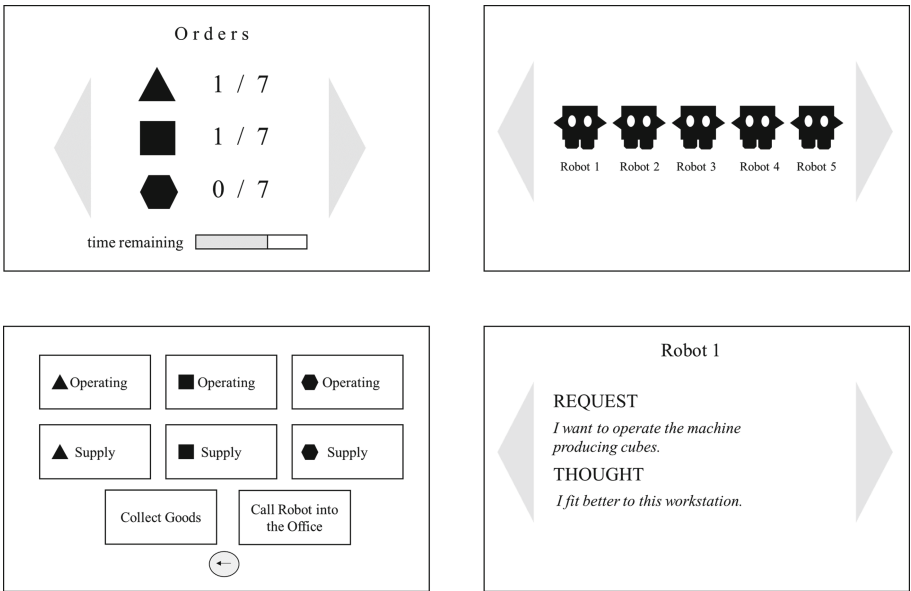 Orders
1 / 7
1 / 7
0 / 7
time remaining
Robot 1 Robot 2 Robot 3 Robot 4 Robot 5
Operating Operating Operating
Supply Supply Supply
Collect Goods
Call Robot into
the Office
Robot 1
REQUEST
I want to operate the machine
producing cubes.
THOUGHT
I fit better to this workstation.